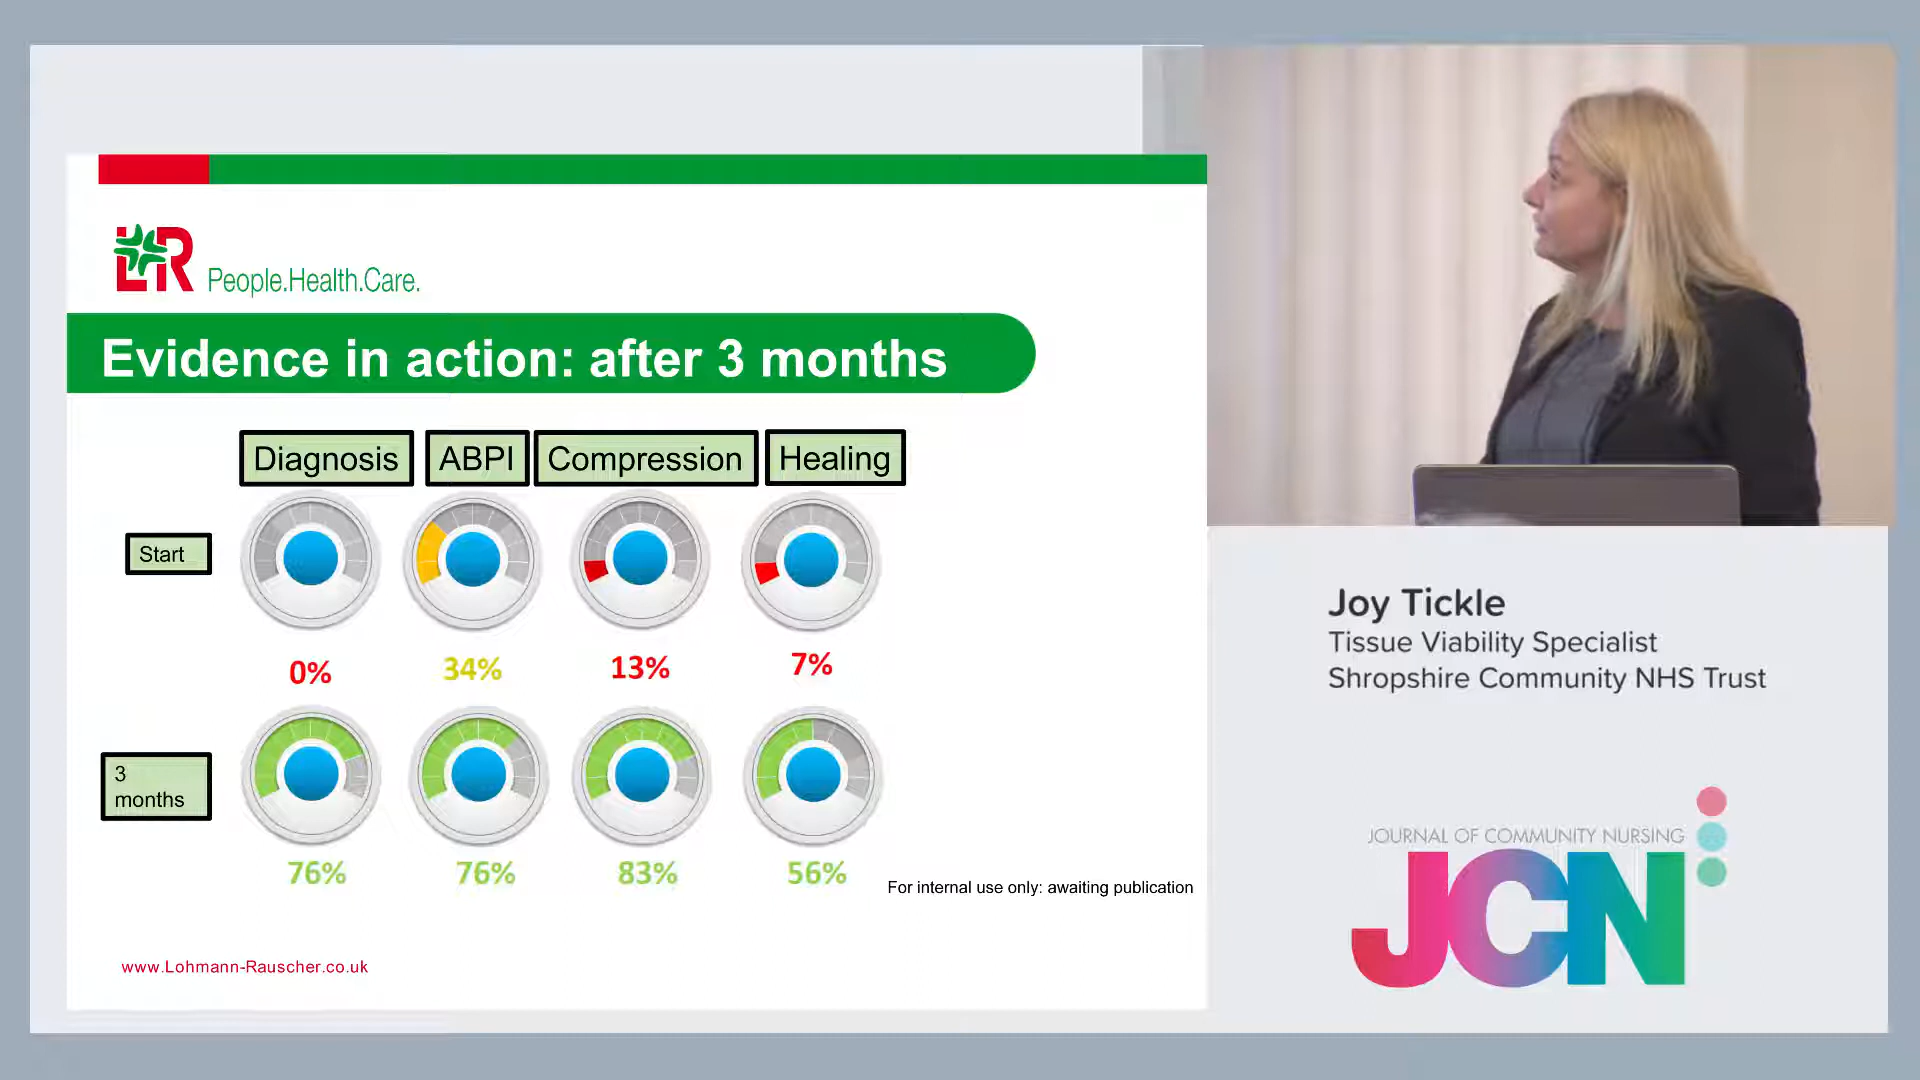 LR People.Health.Care.
Evidence in action: after 3 months
Diagnosis ABPI Compression Healing
Start
0% 34% 13% 7%
3
months
76% 76% 83% 56%
For internal use only: awaiting publication
www.Lohmann-Rauscher.co.uk
Joy Tickle
Tissue Viability Specialist
Shropshire Community NHS Trust
JOURNAL OF COMMUNITY NURSING
JCN